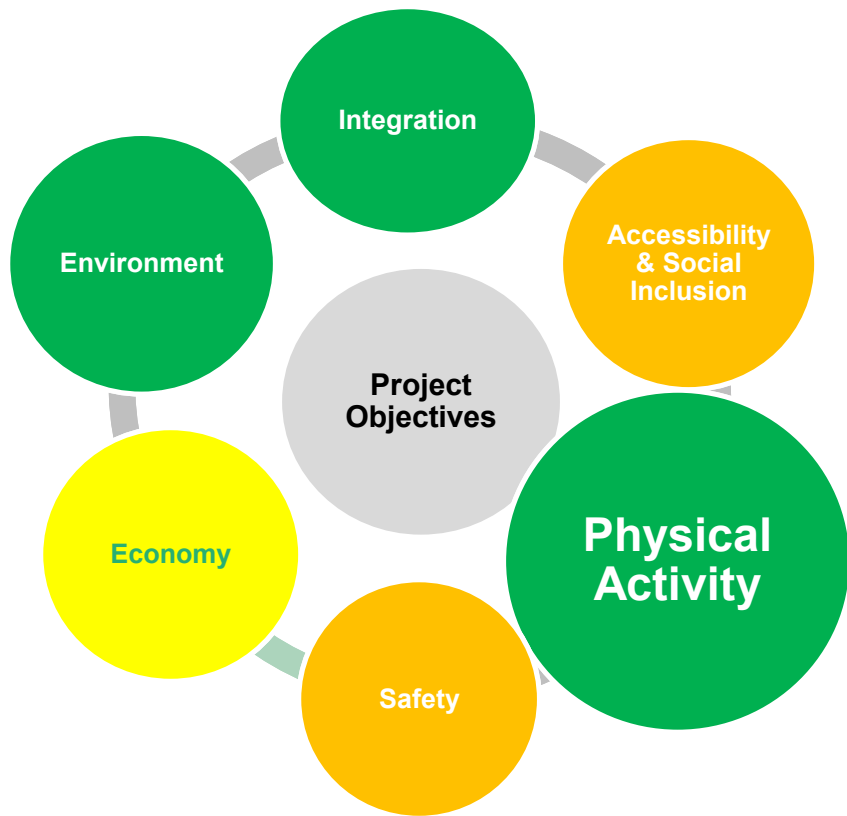 Integration
Accessibility
& Social
Inclusion
Environment
Project
Objectives
Physical
Activity
Economy
Safety